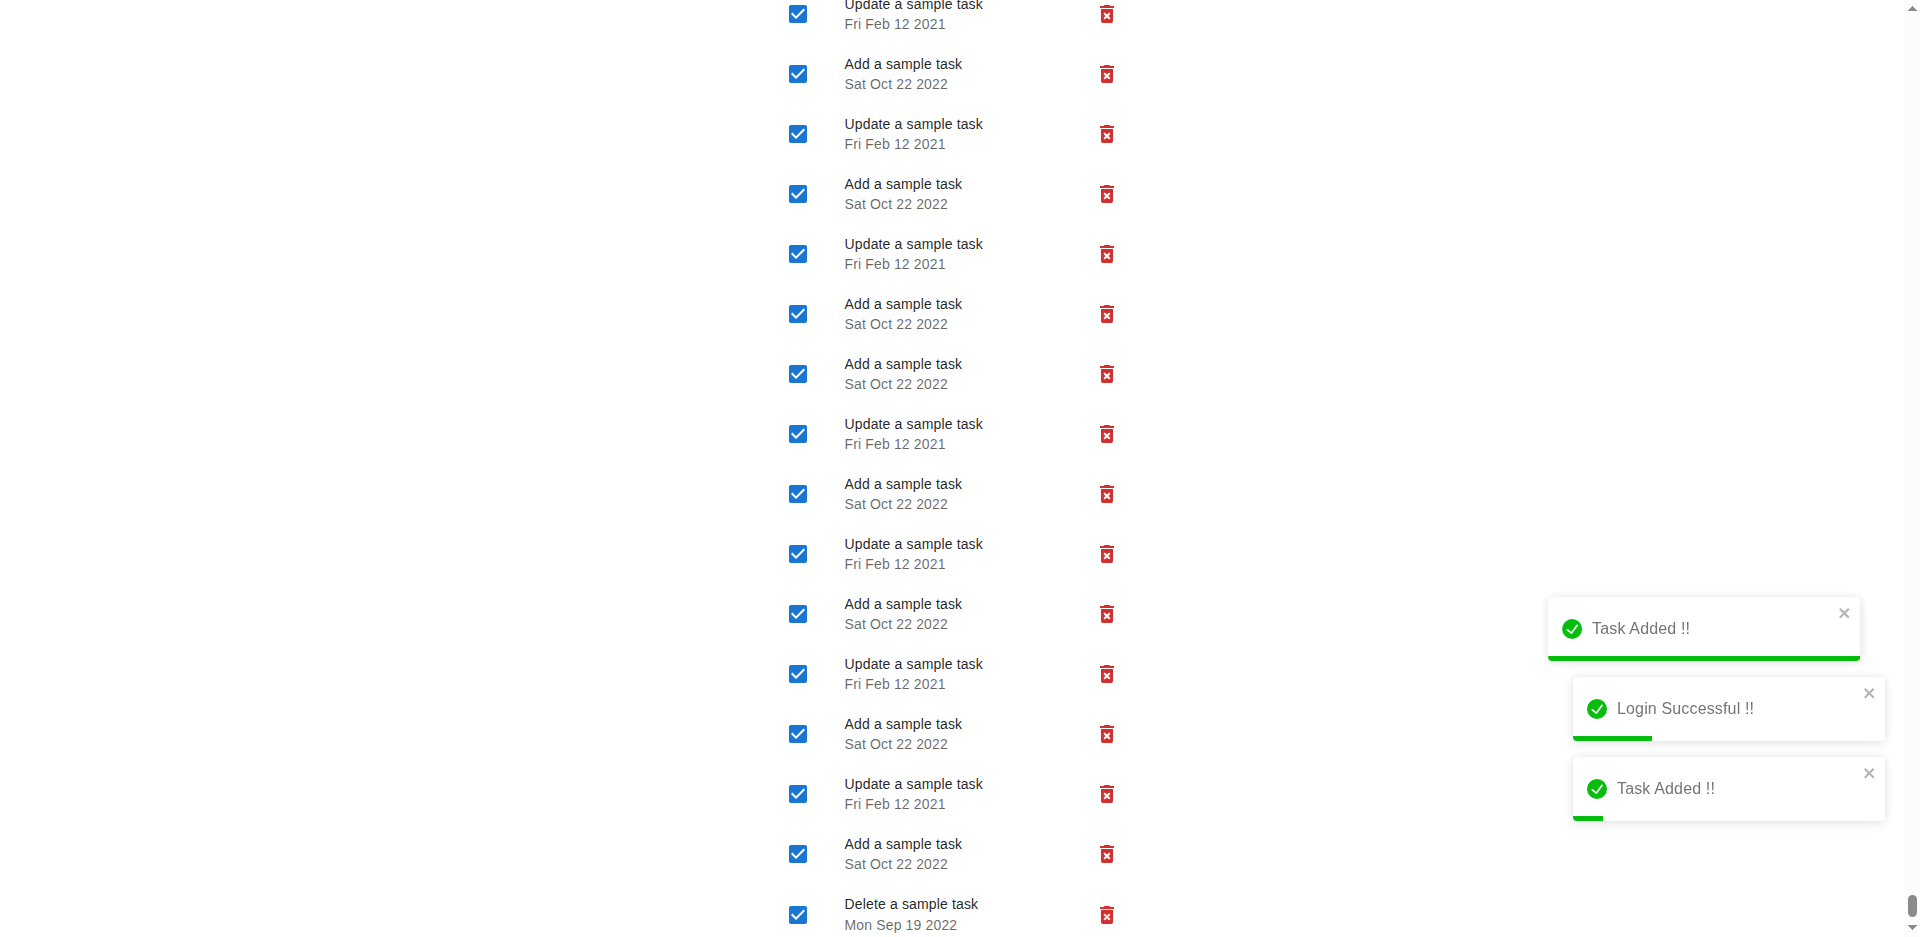 Update a sample task
Fri Feb 12 2021
Add a sample task
Sat Oct 22 2022
Update a sample task
Fri Feb 12 2021
Add a sample task
Sat Oct 22 2022
Update a sample task
Fri Feb 12 2021
Add a sample task
Sat Oct 22 2022
Add a sample task
Sat Oct 22 2022
Update a sample task
Fri Feb 12 2021
Add a sample task
Sat Oct 22 2022
Update a sample task
Fri Feb 12 2021
Add a sample task
Sat Oct 22 2022
Update a sample task
Fri Feb 12 2021
Add a sample task
Sat Oct 22 2022
Update a sample task
Fri Feb 12 2021
Add a sample task
Sat Oct 22 2022
Delete a sample task
Mon Sep 19 2022
Task Added !!
Login Successful !!
Task Added !!